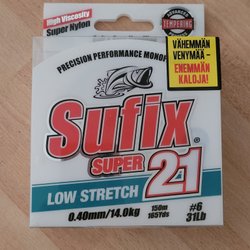 High Viscosity
Super Nylon
ADVANCED
TEMPERING
PRECISION PERFORMANCE MONOF
VÄHEMMÄN
VENYMÄÄ –
ENEMMÄN
KALOJA!
Sufix®
SUPER 21
LOW STRETCH
0.40mm/14.0kg
150m
165Yds
#6
31Lb